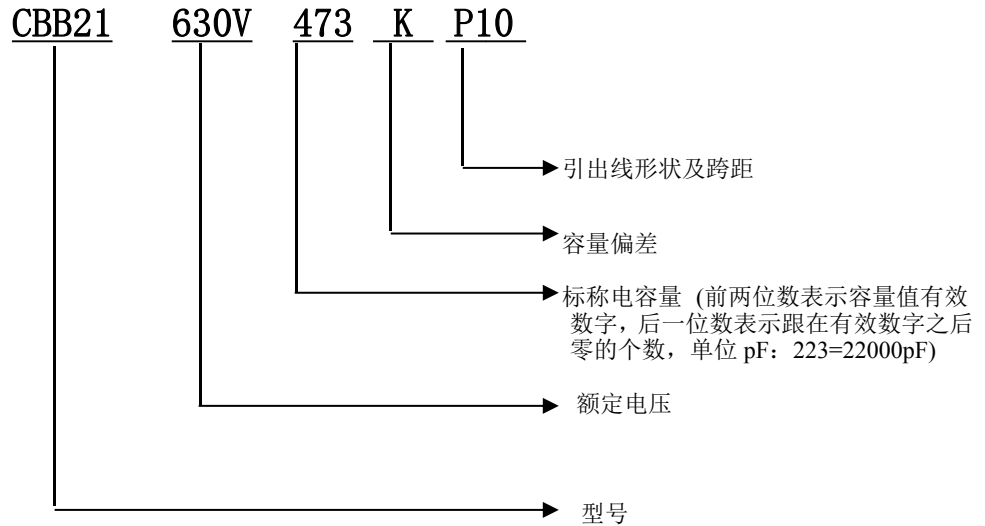 CBB21 630V 473 K P10
引出线形状及跨距
容量偏差
标称电容量 (前两位数表示容量值有效
数字，后一位数表示跟在有效数字之后
零的个数，单位 pF：223=22000pF)
额定电压
型号